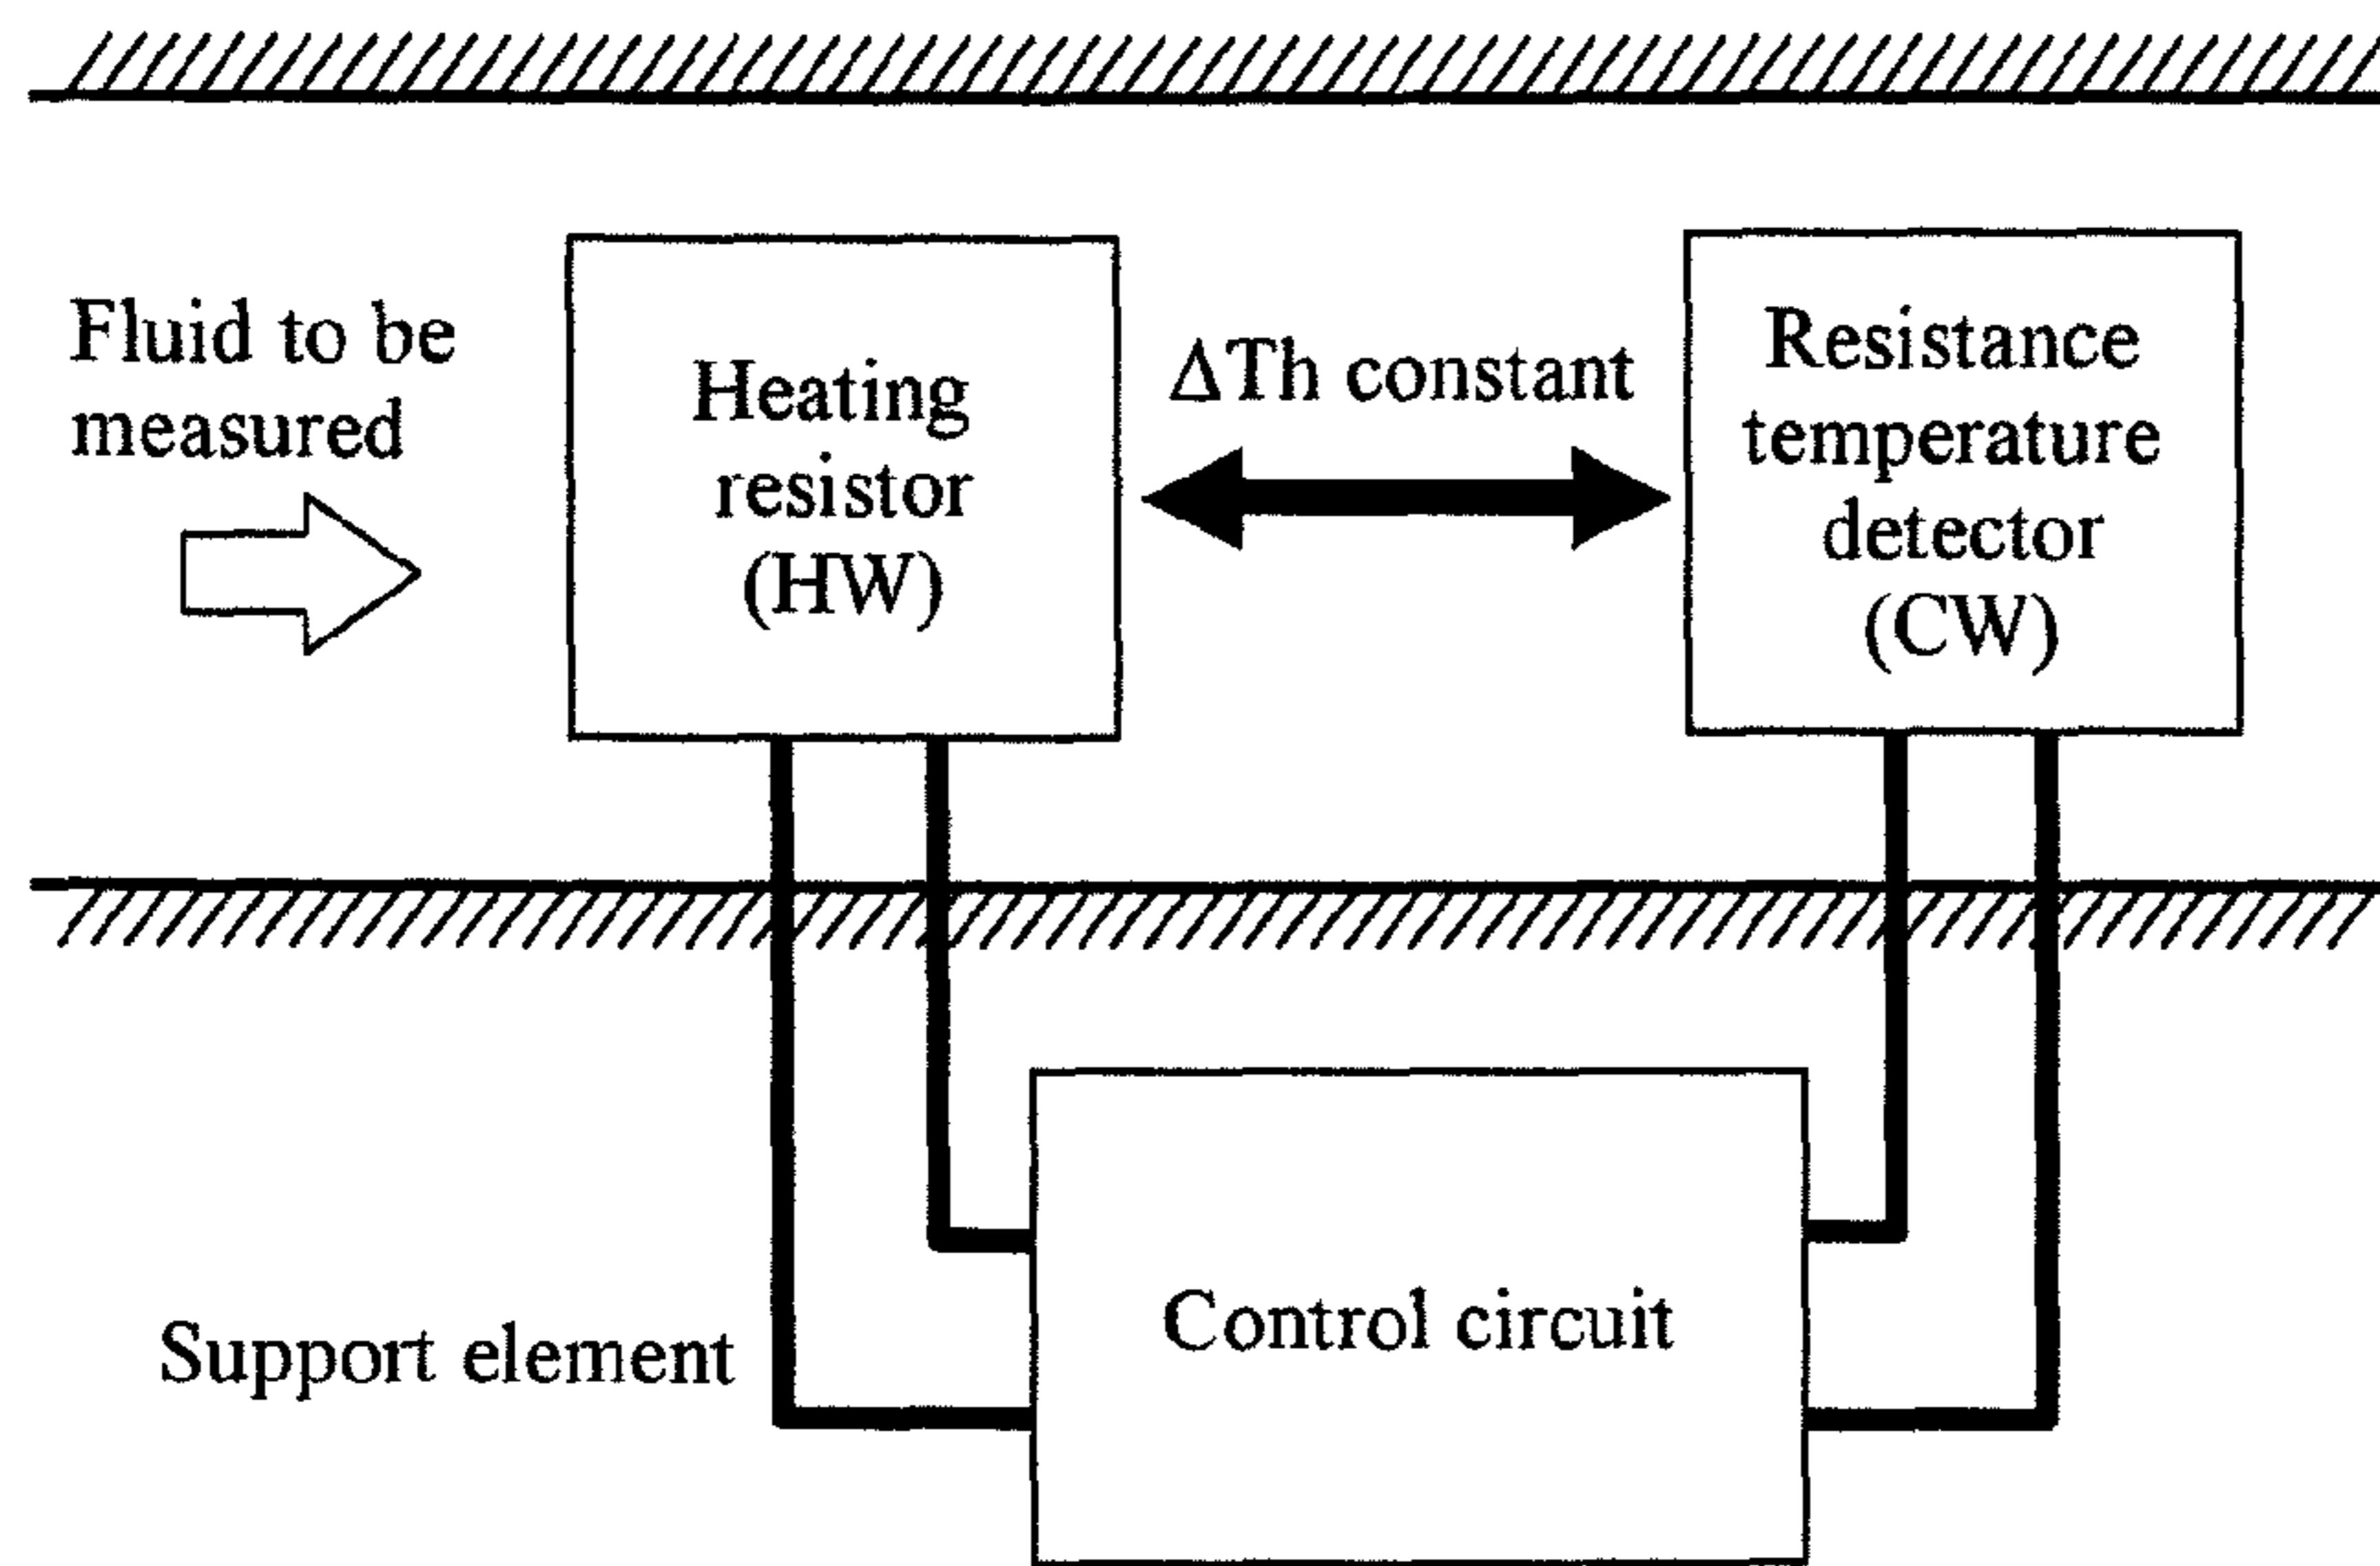 Fluid to be
measured
Heating
resistor
(HW)
ΔTh constant
Resistance
temperature
detector
(CW)
Support element
Control circuit